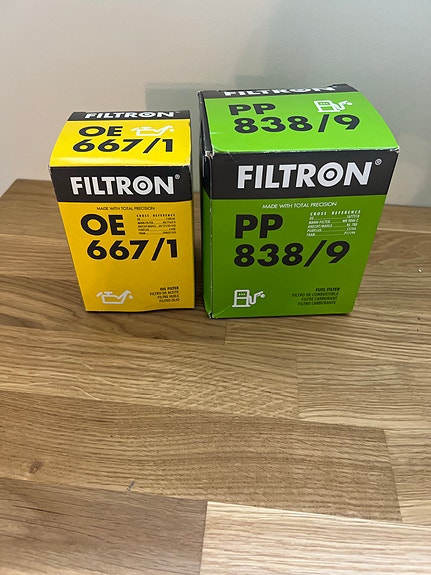 FILTRON
OE
667/1
FILTRON®
MADE WITH TOTAL PRECISION
OE
667/1
CROSS REFERENCE
OIL FILTER
FILTRO DE ACEITE
FILTRE HUILE
FILTRO OLIO
FILTRON
PP
838/9
FILTRON®
MADE WITH TOTAL PRECISION
PP
838/9
CROSS REFERENCE
FUEL FILTER
FILTRO DE COMBUSTIBLE
FILTRE CARBURANT
FILTRO CARBURANTE